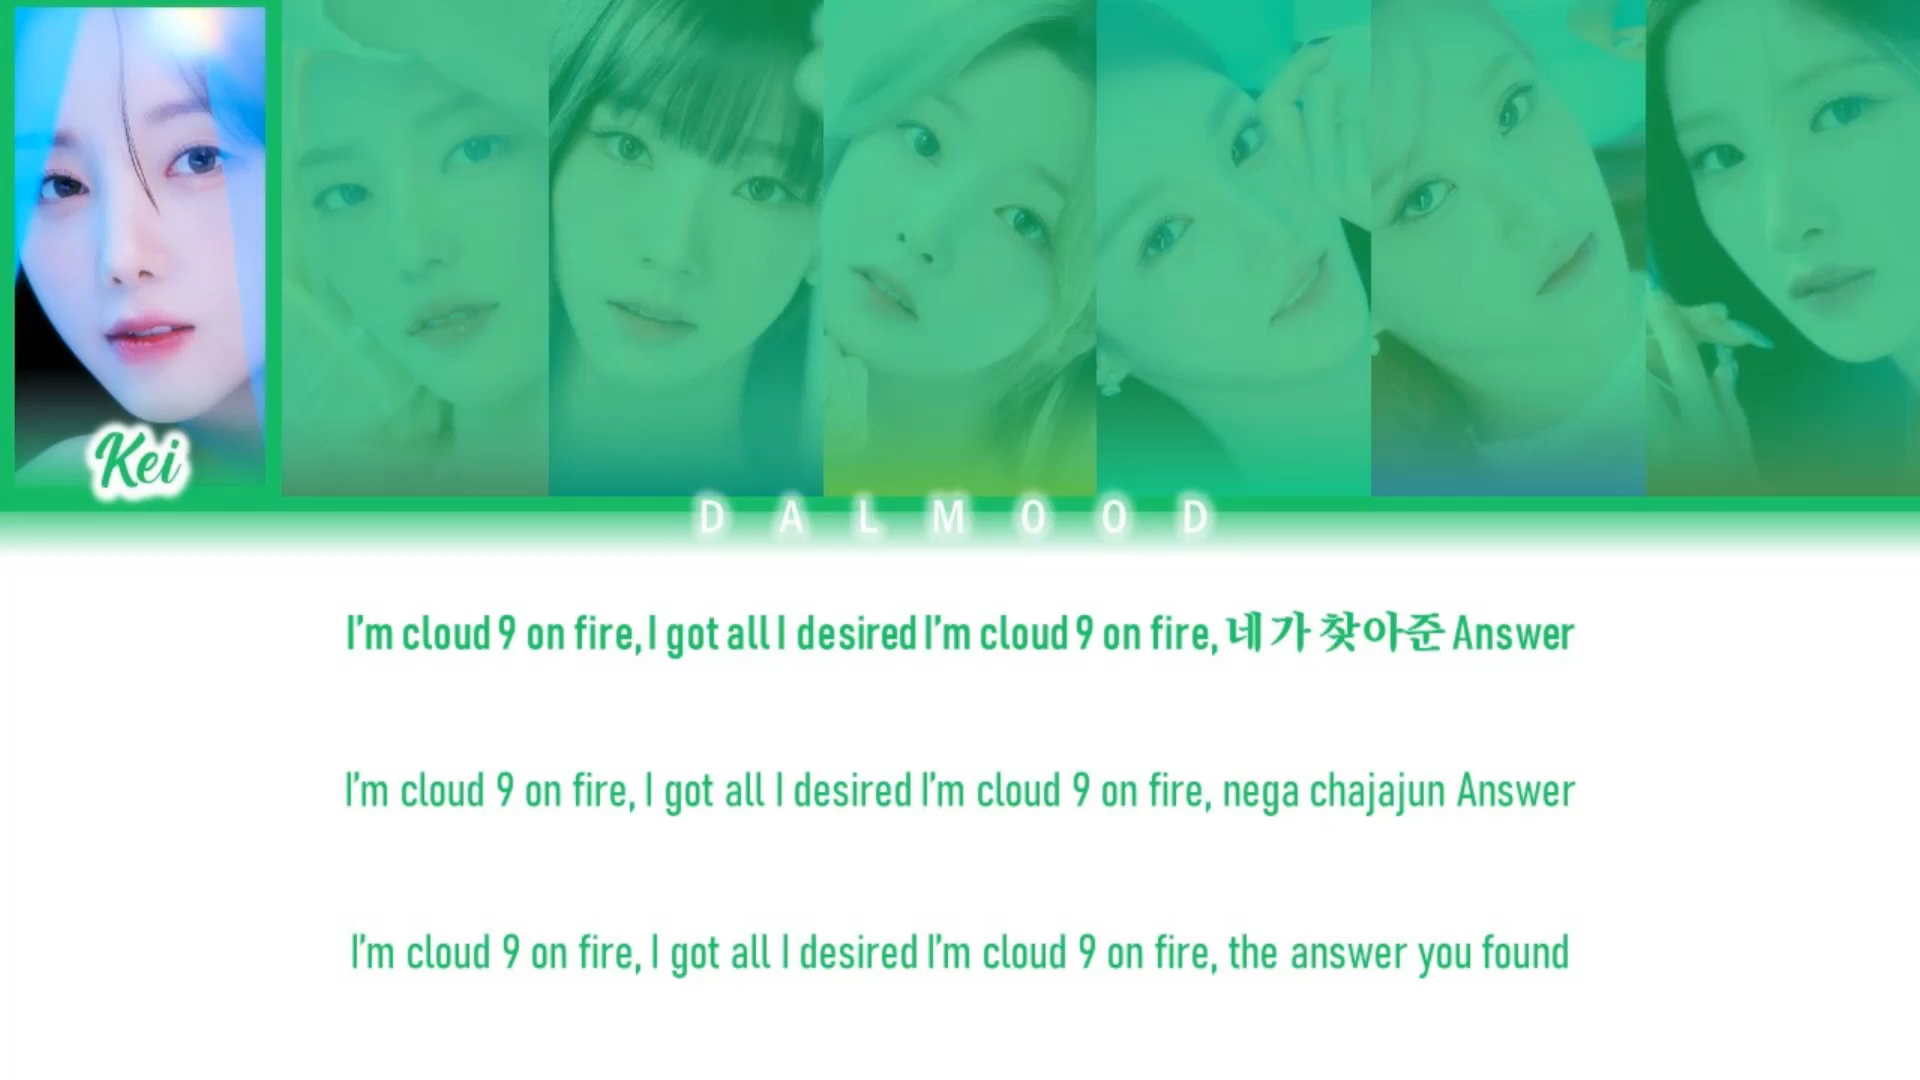 Kei
DALMOOD
I'm cloud 9 on fire, I got all I desired I'm cloud 9 on fire, 네가 찾아준 Answer
I'm cloud 9 on fire, I got all I desired I'm cloud 9 on fire, nega chajajun Answer
I'm cloud 9 on fire, I got all I desired I'm cloud 9 on fire, the answer you found